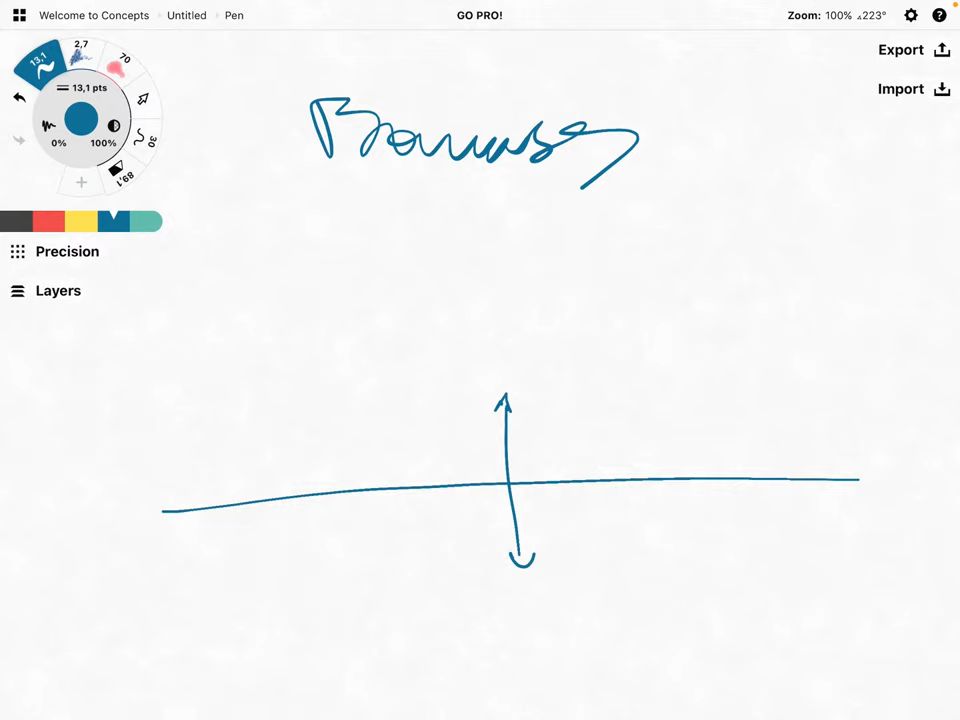 Welcome to Concepts › Untitled › Pen
GO PRO!
Zoom: 100% ⊿223°
Export
Import
13,1
2,7
70
13,1 pts
0%
100%
30
89,1
Precision
Layers